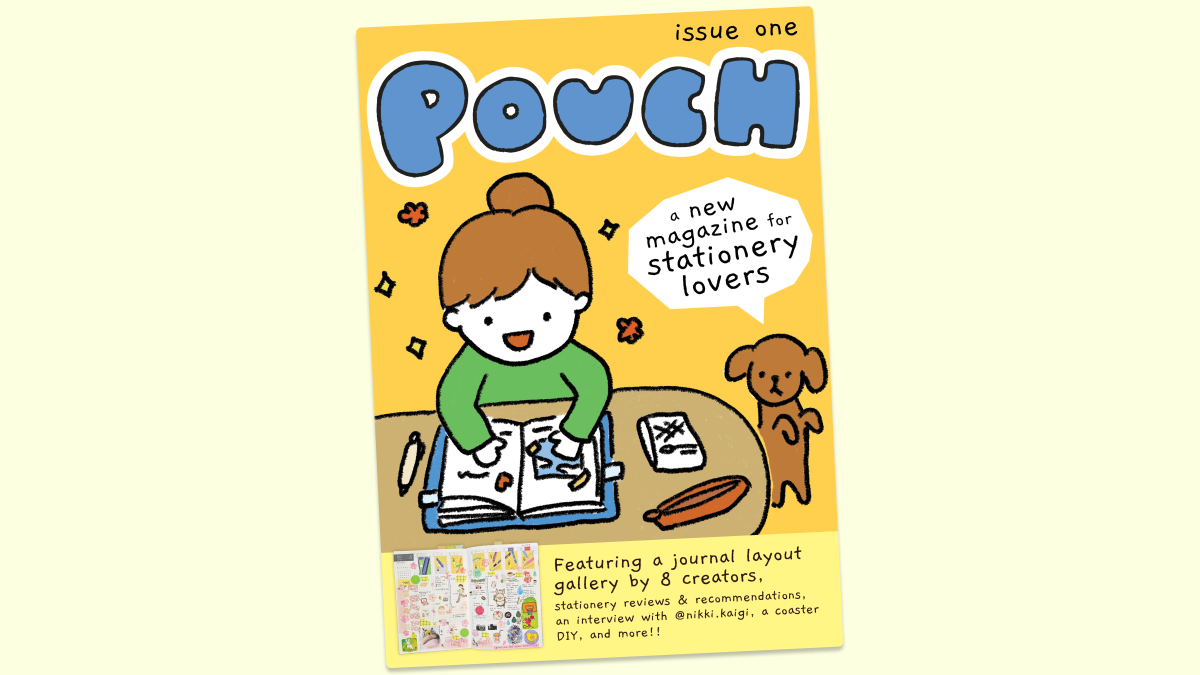 issue one
POUCH
a new
magazine for
stationery
lovers
Featuring a journal layout
gallery by 8 creators,
stationery reviews & recommendations,
an interview with @nikki.kaigi, a coaster
DIY, and more!!